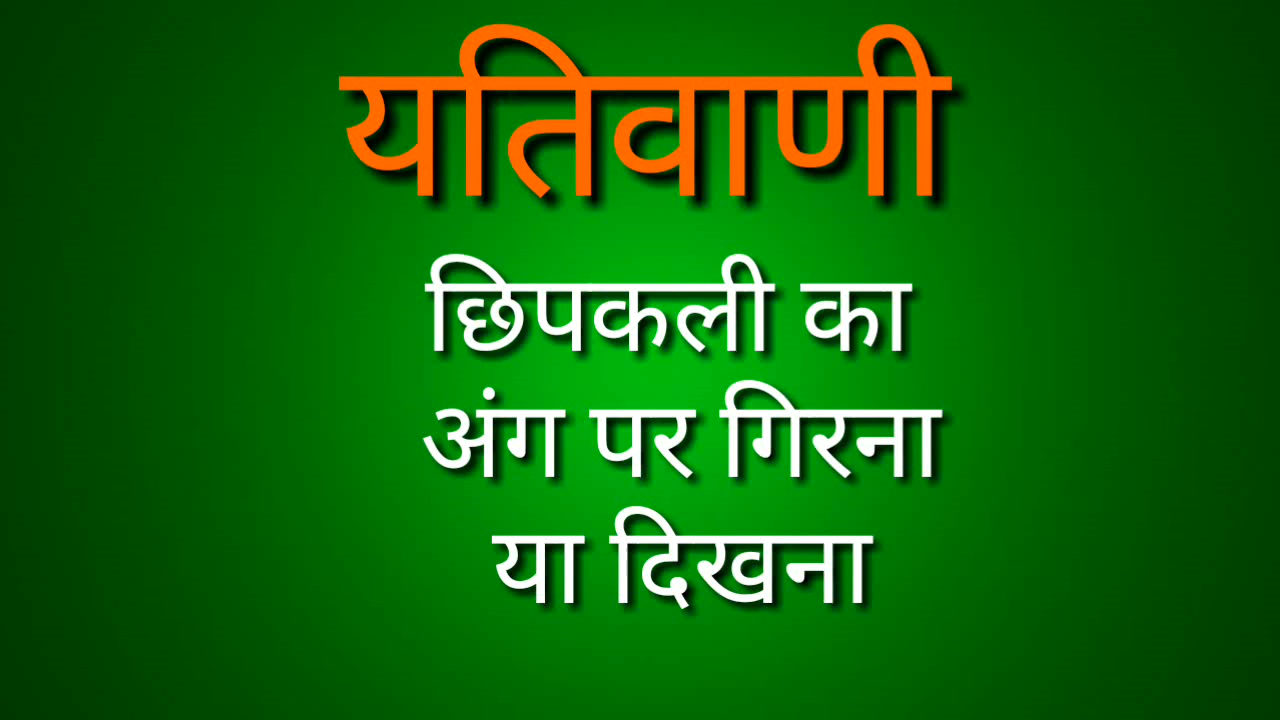 यतिवाणी
छिपकली का
अंग पर गिरना
या दिखना